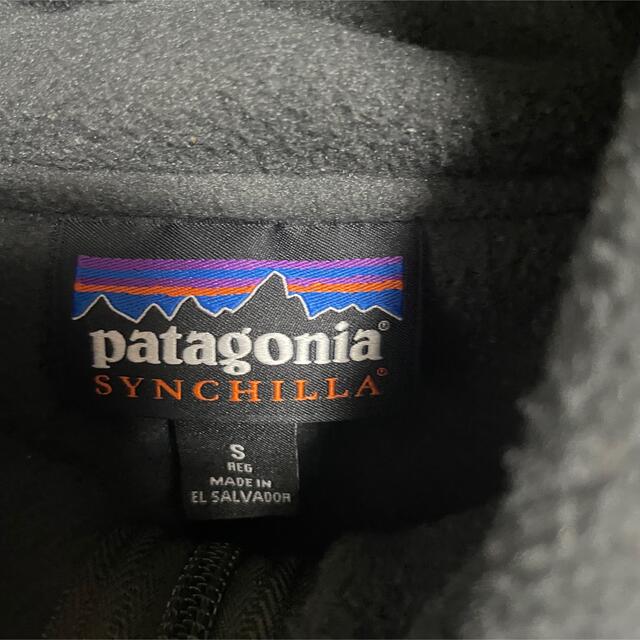 patagonia®
SYNCHILLA®
S
REG
MADE IN
EL SALVADOR